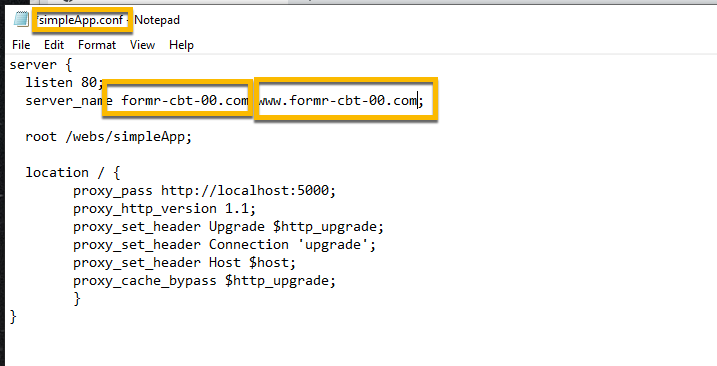 simpleApp.conf - Notepad
File Edit Format View Help
server {
listen 80;
server_name formr-cbt-00.com www.formr-cbt-00.com;
root /webs/simpleApp;
location / {
proxy_pass http://localhost:5000;
proxy_http_version 1.1;
proxy_set_header Upgrade $http_upgrade;
proxy_set_header Connection 'upgrade';
proxy_set_header Host $host;
proxy_cache_bypass $http_upgrade;
}
}